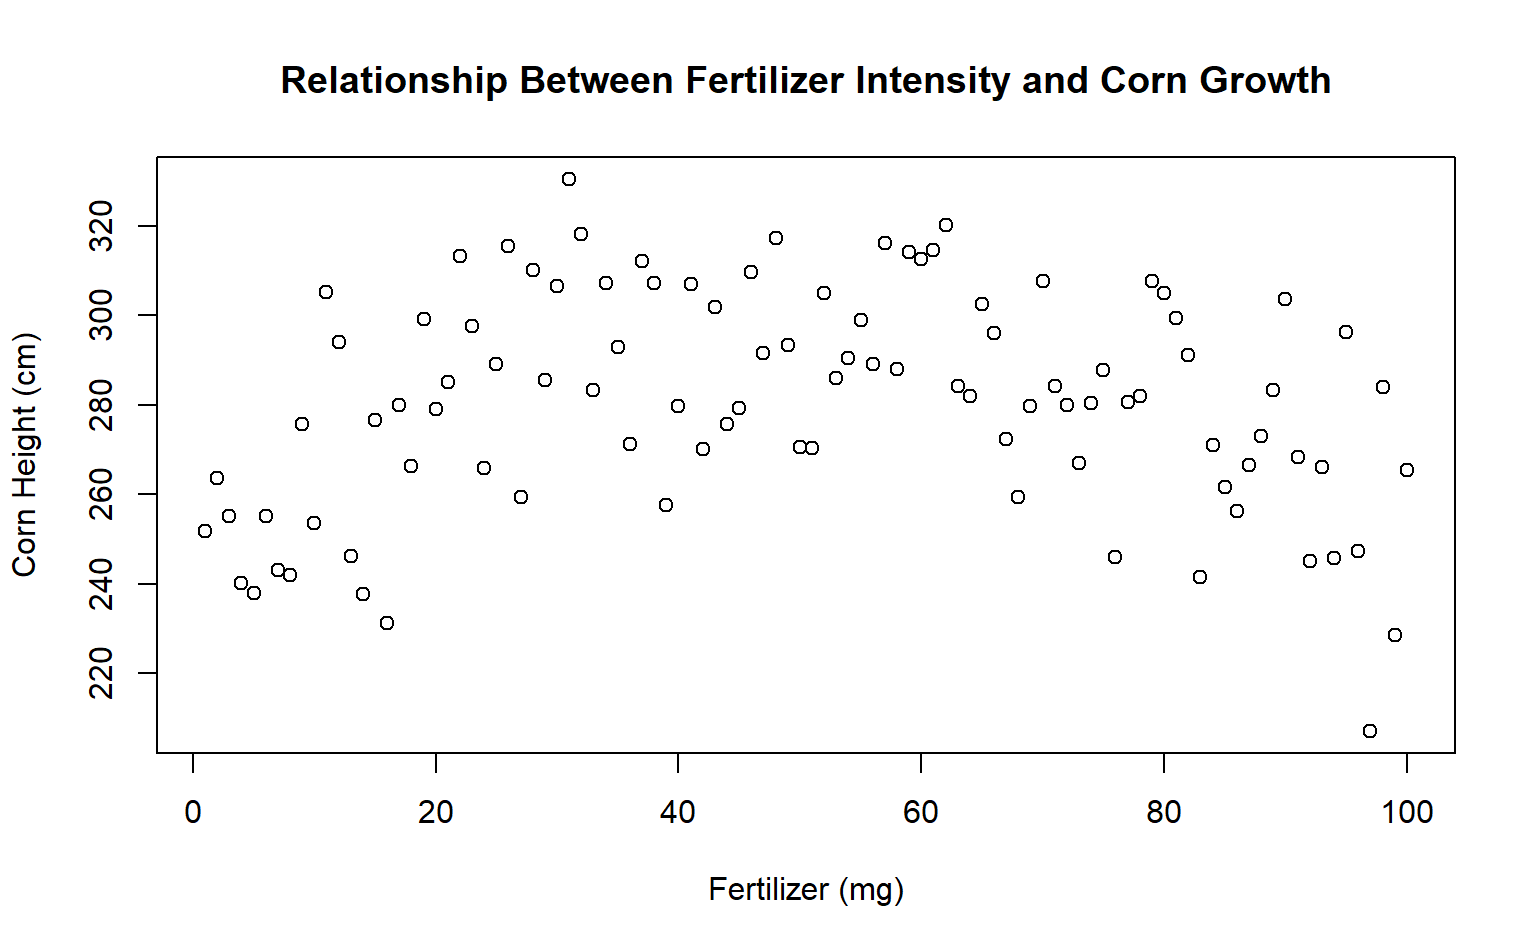 Relationship Between Fertilizer Intensity and Corn Growth
Corn Height (cm)
320
300
280
260
240
220
0 20 40 60 80 100
Fertilizer (mg)